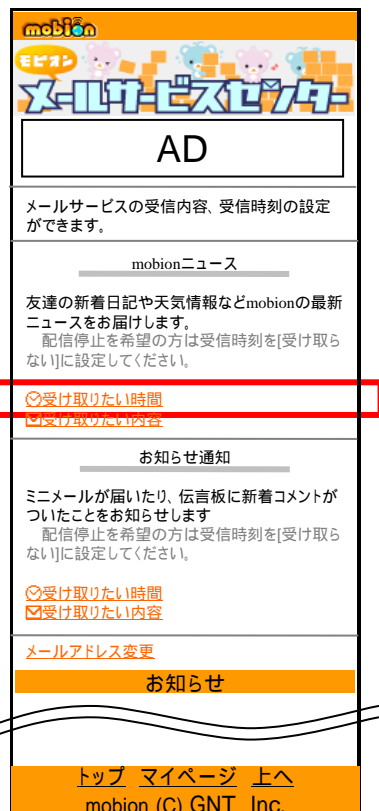 mobion
モビオン
メールサービスセンター
AD
メールサービスの受信内容、受信時刻の設定
ができます。
mobionニュース
友達の新着日記や天気情報などmobionの最新
ニュースをお届けします。
配信停止を希望の方は受信時刻を[受け取ら
ない]に設定してください。
受け取りたい時間
受け取りたい内容
お知らせ通知
ミニメールが届いたり、伝言板に新着コメントが
ついたことをお知らせします
配信停止を希望の方は受信時刻を[受け取ら
ない]に設定してください。
受け取りたい時間
受け取りたい内容
メールアドレス変更
お知らせ
トップ マイページ 上へ
mobion (C) GNT, Inc.